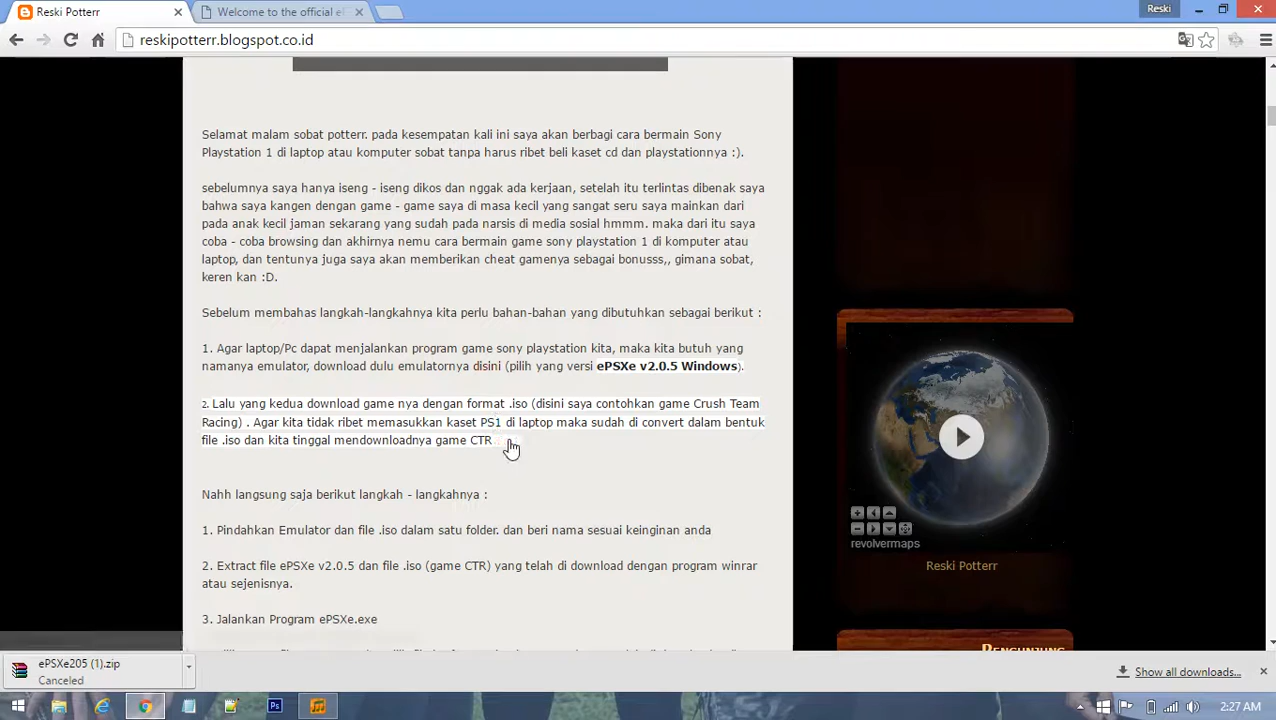 Reski Potterr
Welcome to the official eP
Reski
reskipotterr.blogspot.co.id
Selamat malam sobat potterr. pada kesempatan kali ini saya akan berbagi cara bermain Sony
Playstation 1 di laptop atau komputer sobat tanpa harus ribet beli kaset cd dan playstationnya :).
sebelumnya saya hanya iseng - iseng dikos dan nggak ada kerjaan, setelah itu terlintas dibenak saya
bahwa saya kangen dengan game - game saya di masa kecil yang sangat seru saya mainkan dari
pada anak kecil jaman sekarang yang sudah pada narsis di media sosial hmmm. maka dari itu saya
coba - coba browsing dan akhirnya nemu cara bermain game sony playstation 1 di komputer atau
laptop, dan tentunya juga saya akan memberikan cheat gamenya sebagai bonusss,, gimana sobat,
keren kan :D.
Sebelum membahas langkah-langkahnya kita perlu bahan-bahan yang dibutuhkan sebagai berikut :
1. Agar laptop/Pc dapat menjalankan program game sony playstation kita, maka kita butuh yang
namanya emulator, download dulu emulatornya disini (pilih yang versi ePSXe v2.0.5 Windows).
2. Lalu yang kedua download game nya dengan format .iso (disini saya contohkan game Crush Team
Racing) . Agar kita tidak ribet memasukkan kaset PS1 di laptop maka sudah di convert dalam bentuk
file .iso dan kita tinggal mendownloadnya game CTR
Nahh langsung saja berikut langkah - langkahnya :
1. Pindahkan Emulator dan file .iso dalam satu folder. dan beri nama sesuai keinginan anda
2. Extract file ePSXe v2.0.5 dan file .iso (game CTR) yang telah di download dengan program winrar
atau sejenisnya.
3. Jalankan Program ePSXe.exe
revolvermaps
Reski Potterr
PENGUNJUNG
ePSXe205 (1).zip
Canceled
Show all downloads...
Ps
2:27 AM